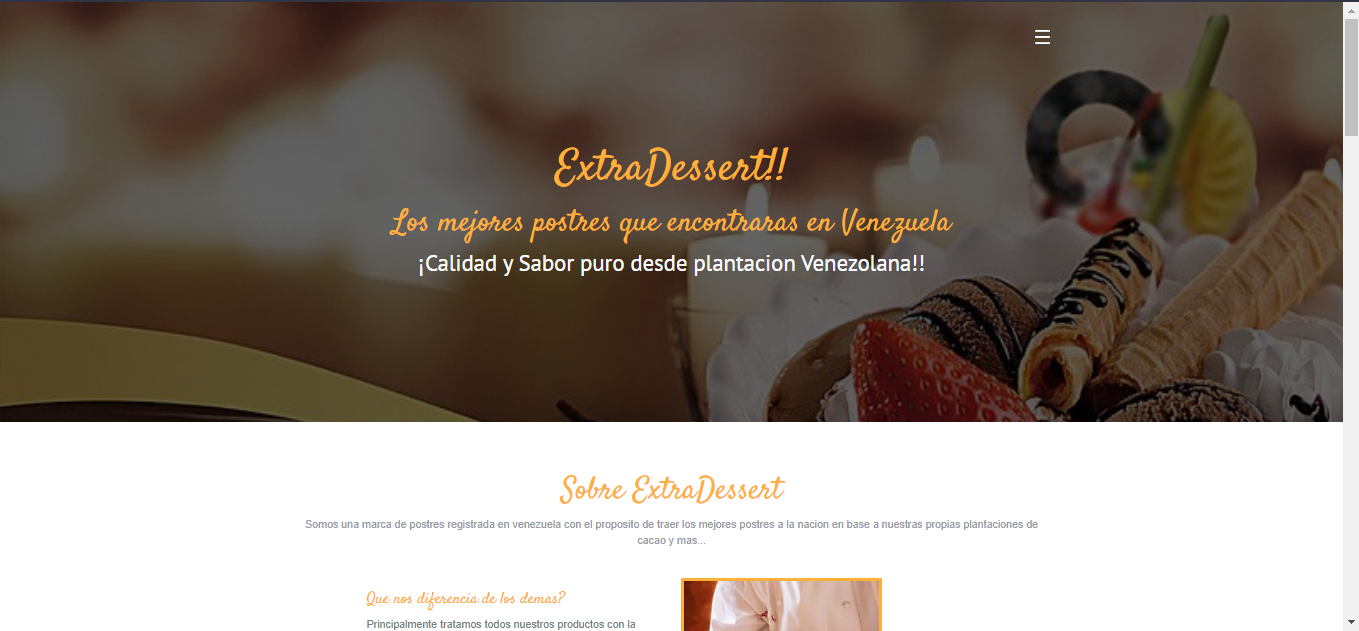 ExtraDessert!!
Los mejores postres que encontraras en Venezuela
¡Calidad y Sabor puro desde plantacion Venezolana!!
Sobre ExtraDessert
Somos una marca de postres registrada en venezuela con el proposito de traer los mejores postres a la nacion en base a nuestras propias plantaciones de
cacao y mas...
Que nos diferencia de los demas?
Principalmente tratamos todos nuestros productos con la